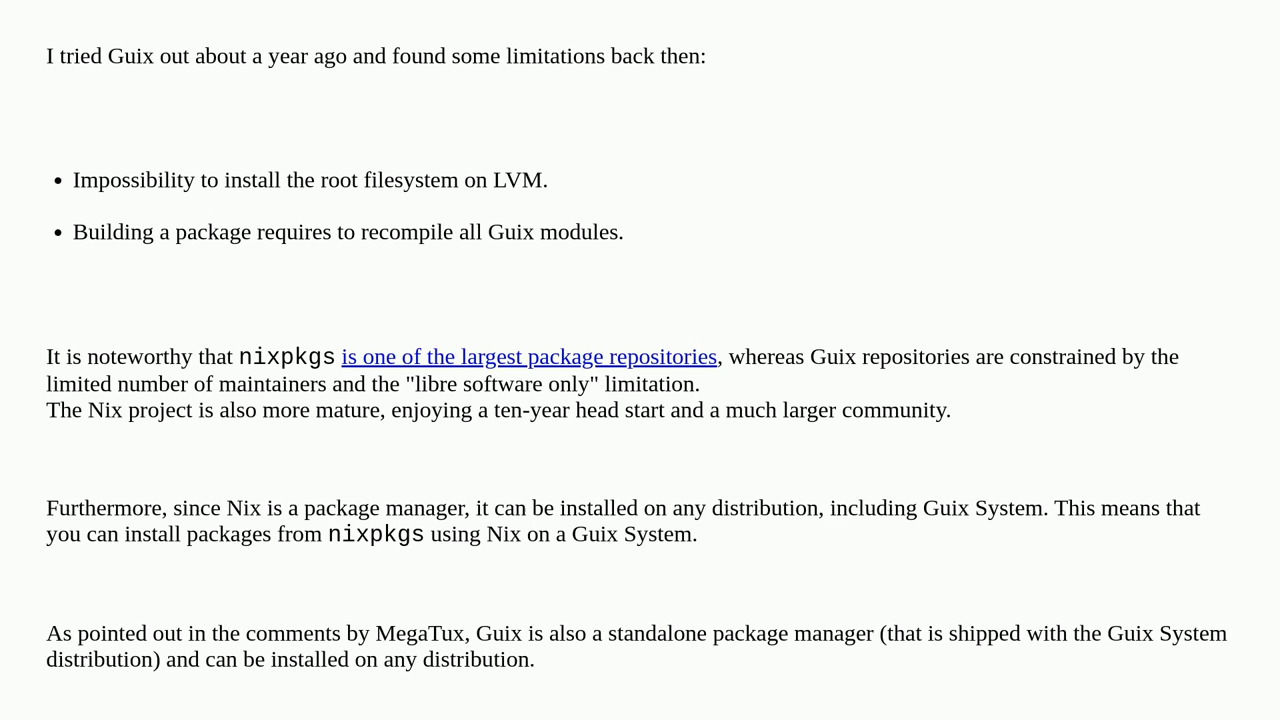 I tried Guix out about a year ago and found some limitations back then:
• Impossibility to install the root filesystem on LVM.
• Building a package requires to recompile all Guix modules.
It is noteworthy that nixpkgs is one of the largest package repositories, whereas Guix repositories are constrained by the
limited number of maintainers and the "libre software only" limitation.
The Nix project is also more mature, enjoying a ten-year head start and a much larger community.
Furthermore, since Nix is a package manager, it can be installed on any distribution, including Guix System. This means that
you can install packages from nixpkgs using Nix on a Guix System.
As pointed out in the comments by MegaTux, Guix is also a standalone package manager (that is shipped with the Guix System
distribution) and can be installed on any distribution.